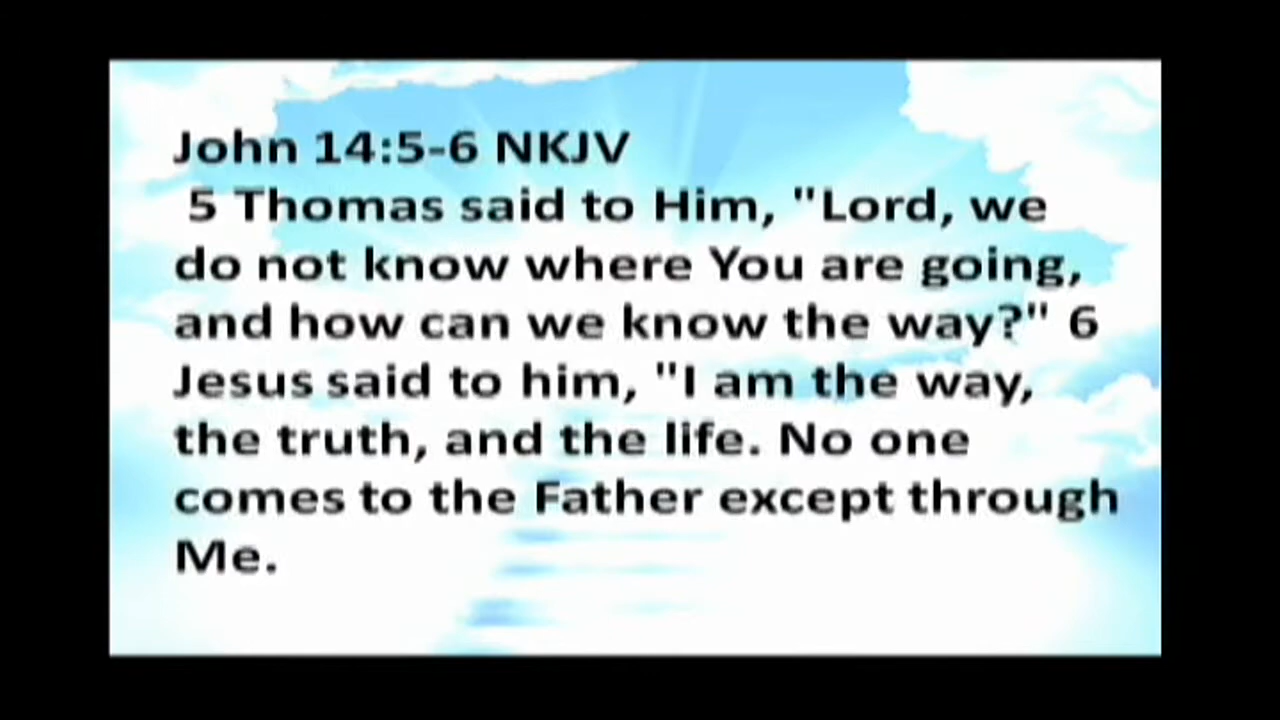 John 14:5-6 NKJV
5 Thomas said to Him, "Lord, we
do not know where You are going,
and how can we know the way?" 6
Jesus said to him, "I am the way,
the truth, and the life. No one
comes to the Father except through
Me.